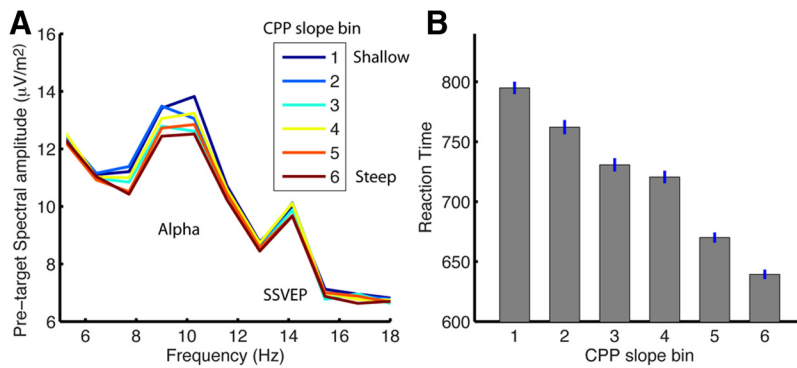 A
CPP slope bin
1 Shallow
2
3
4
5
6 Steep
Pre-target Spectral amplitude (μV/m2)
16
14
12
10
8
6
Alpha
SSVEP
6 8 10 12 14 16 18
Frequency (Hz)
B
Reaction Time
800
750
700
650
600
1 2 3 4 5 6
CPP slope bin